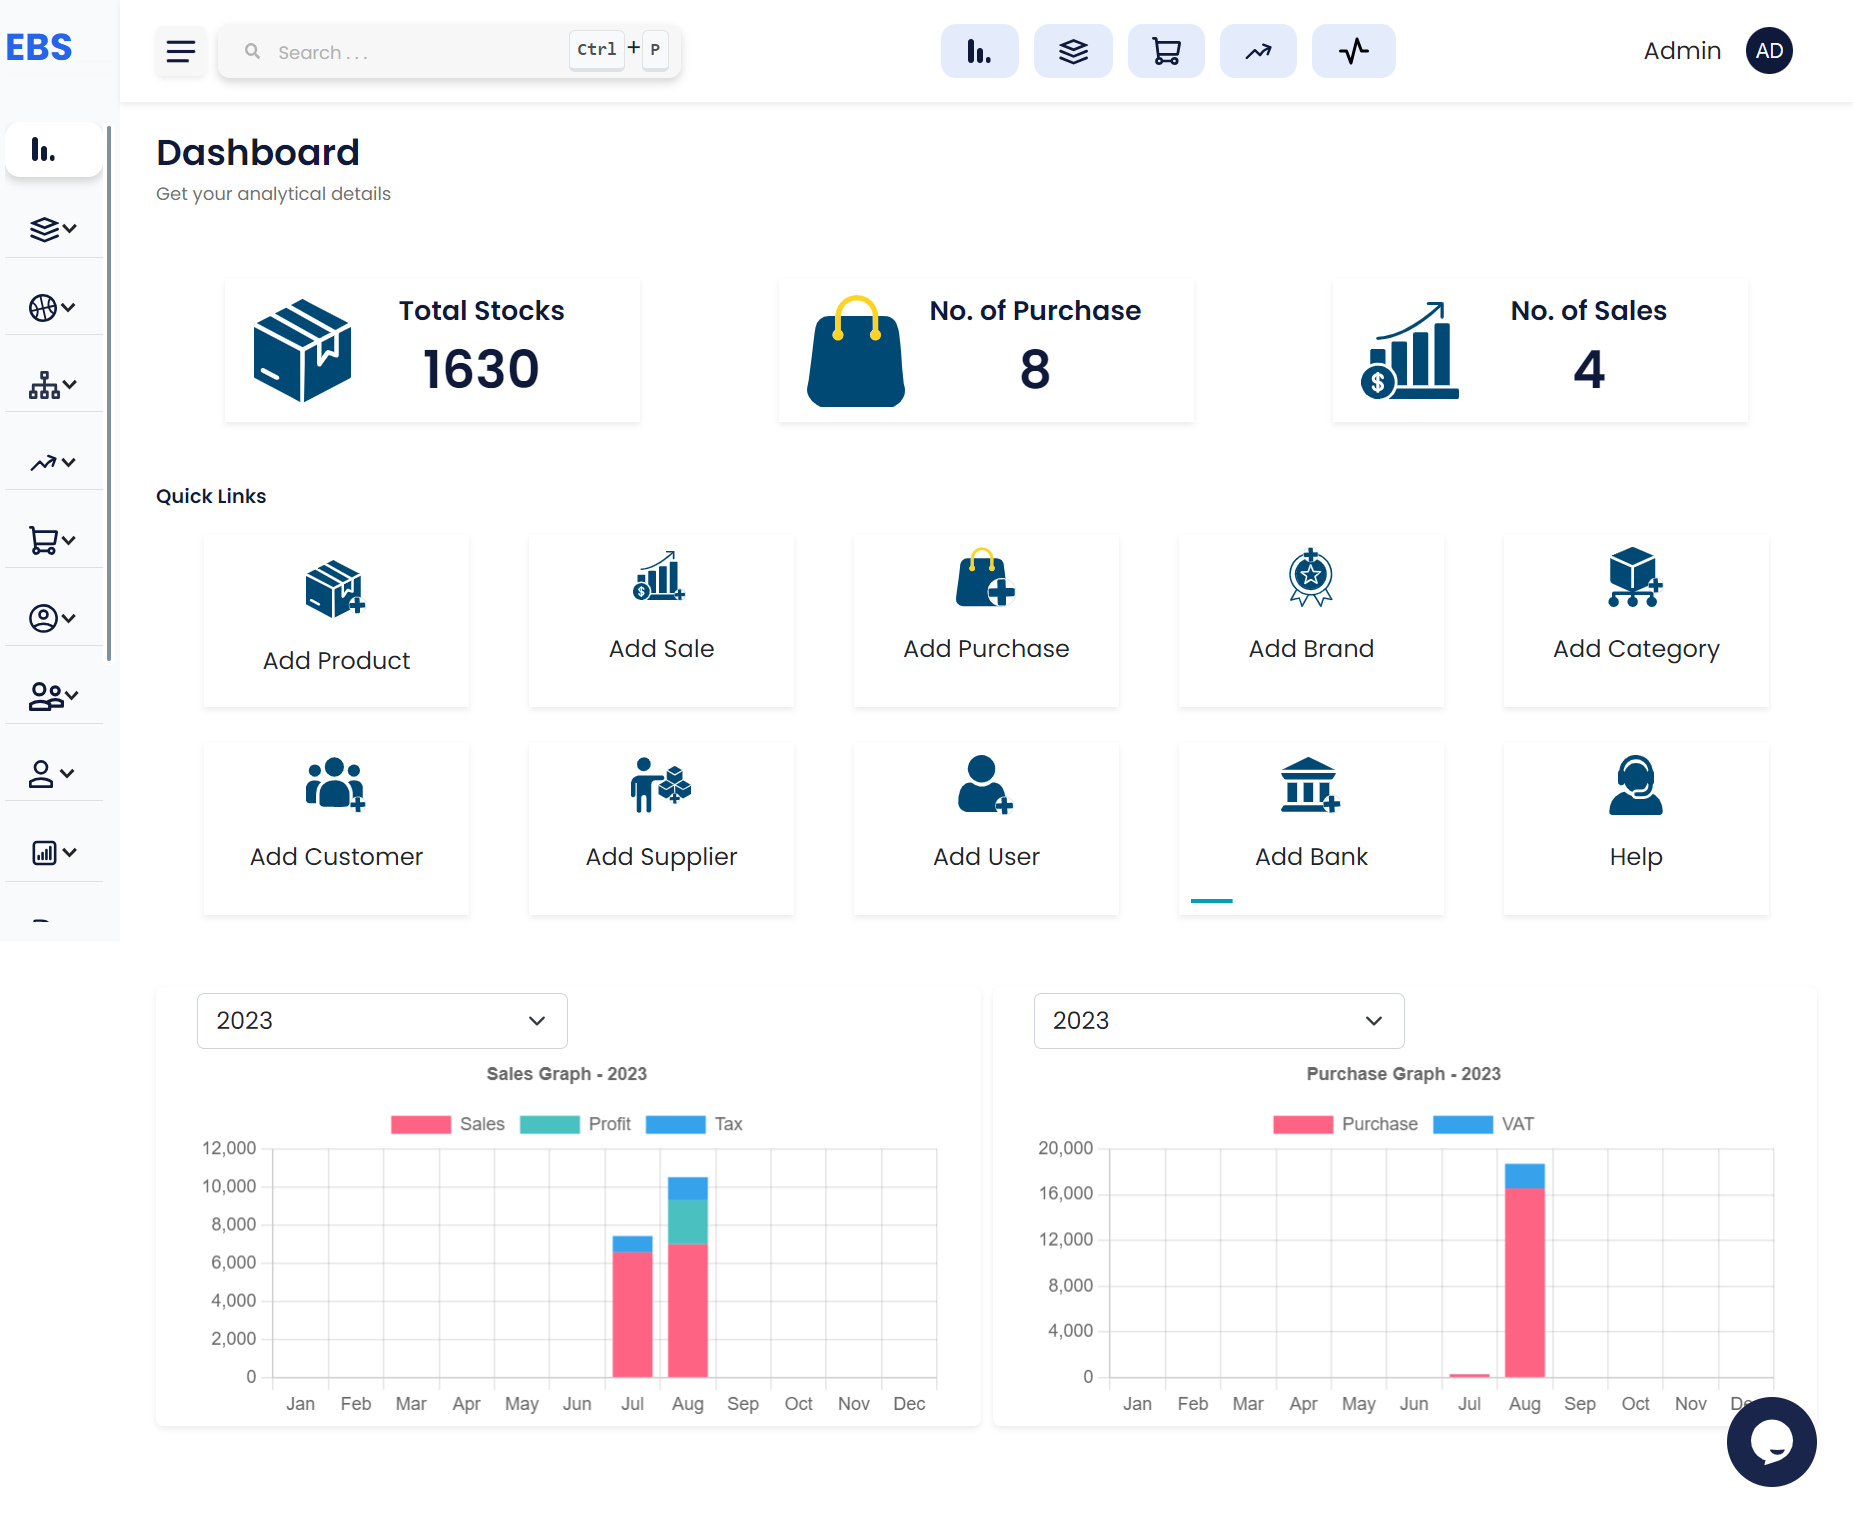 EBS
Search . . .
Ctrl + P
Admin
AD
Dashboard
Get your analytical details
Total Stocks
1630
No. of Purchase
8
No. of Sales
4
Quick Links
Add Product
Add Sale
Add Purchase
Add Brand
Add Category
Add Customer
Add Supplier
Add User
Add Bank
Help
2023
Sales Graph - 2023
Sales Profit Tax
12,000
10,000
8,000
6,000
4,000
2,000
0
Jan Feb Mar Apr May Jun Jul Aug Sep Oct Nov Dec
2023
Purchase Graph - 2023
Purchase VAT
20,000
16,000
12,000
8,000
4,000
0
Jan Feb Mar Apr May Jun Jul Aug Sep Oct Nov